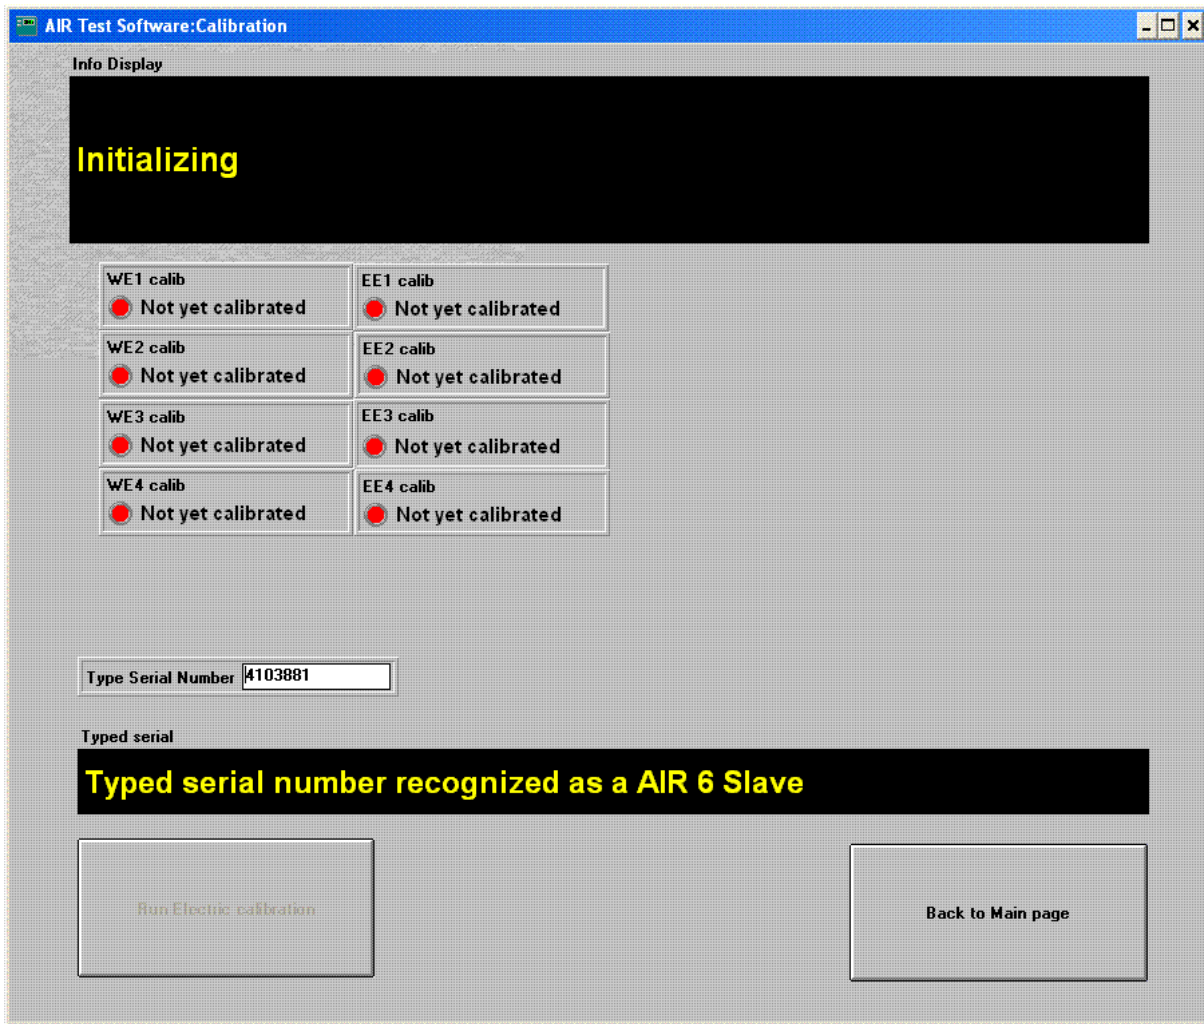 AIR Test Software:Calibration
Info Display
Initializing
WE1 calib
Not yet calibrated
EE1 calib
Not yet calibrated
WE2 calib
Not yet calibrated
EE2 calib
Not yet calibrated
WE3 calib
Not yet calibrated
EE3 calib
Not yet calibrated
WE4 calib
Not yet calibrated
EE4 calib
Not yet calibrated
Type Serial Number 4103881
Typed serial
Typed serial number recognized as a AIR 6 Slave
Run Electric calibration
Back to Main page